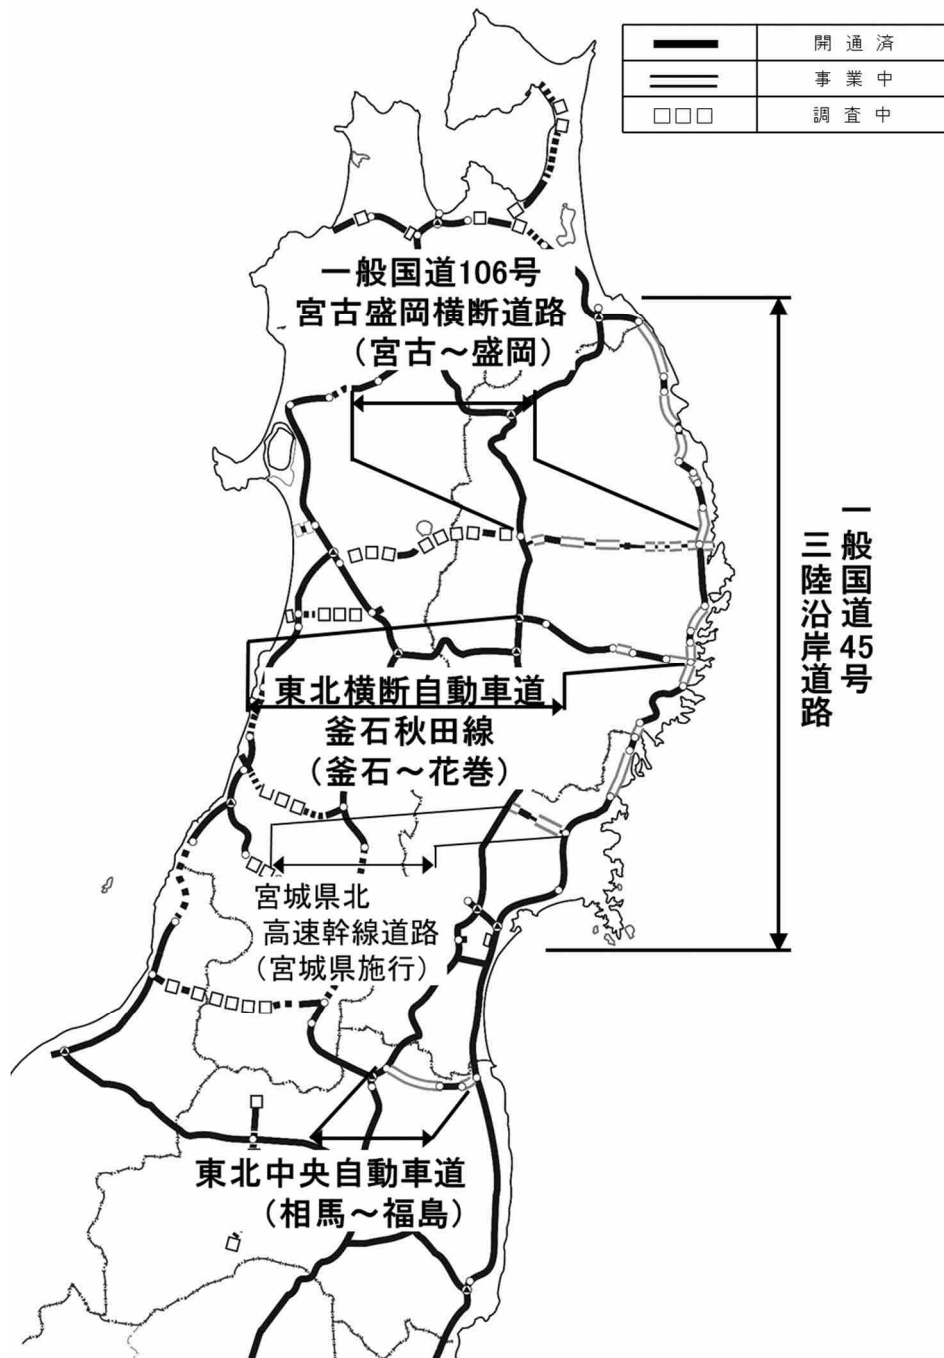 開通済
事業中
調査中
一般国道106号
宮古盛岡横断道路
(宮古~盛岡)
一般国道45号
三陸沿岸道路
東北横断自動車道
釜石秋田線
(釜石~花巻)
宮城県北
高速幹線道路
(宮城県施行)
東北中央自動車道
(相馬~福島)